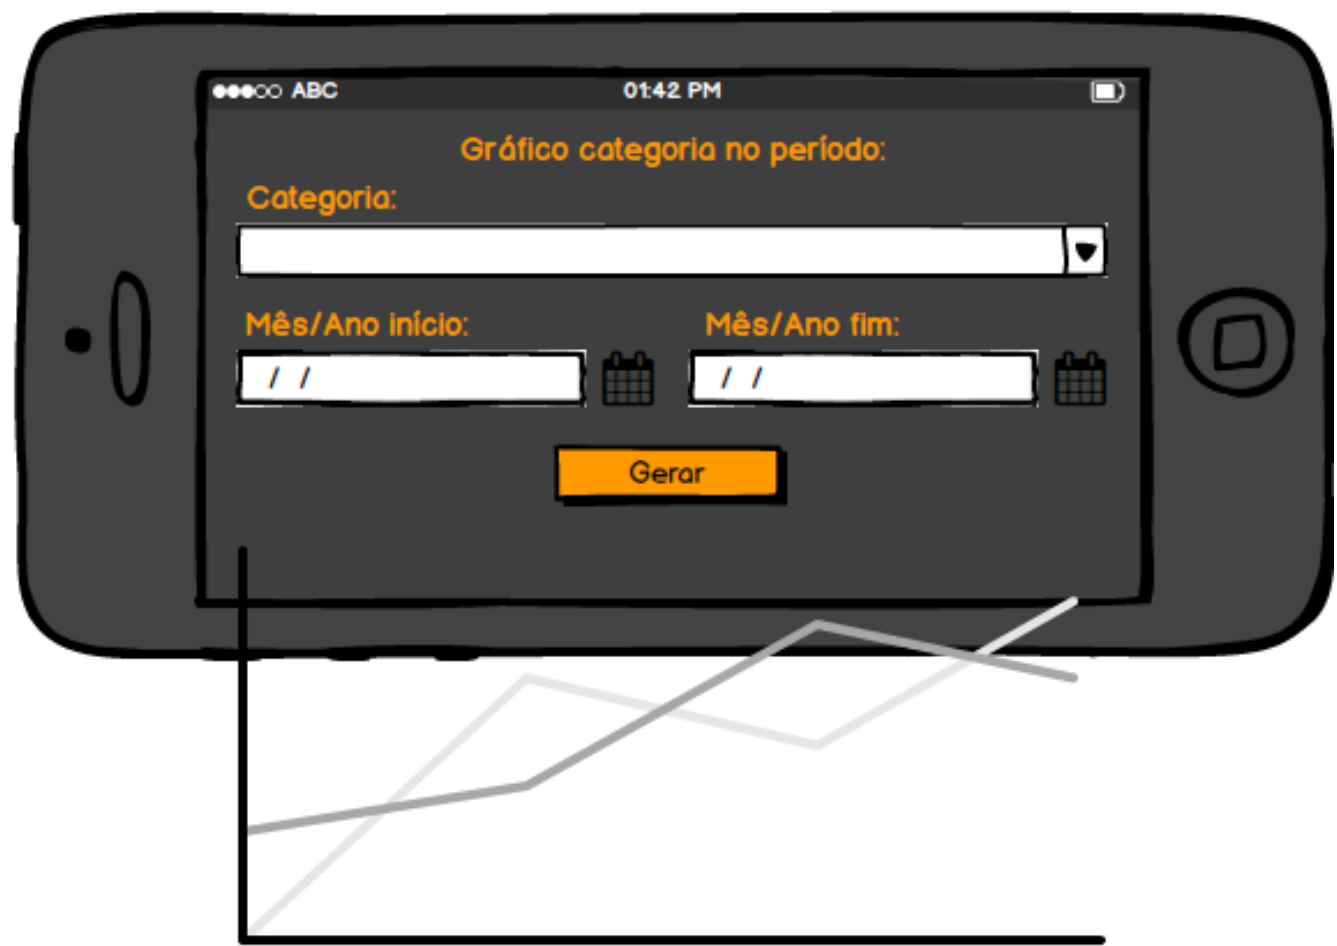 ABC 01:42 PM
Gráfico categoria no período:
Categoria:
Mês/Ano início: Mês/Ano fim:
/ / / /
Gerar